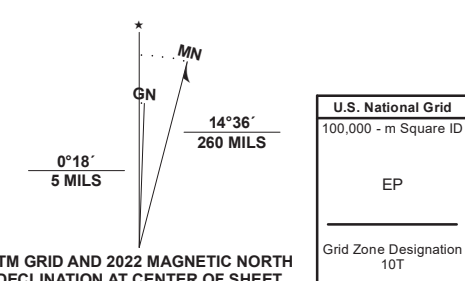 MN
GN
14°36´
260 MILS
0°18´
5 MILS
TM GRID AND 2022 MAGNETIC NORTH
DECLINATION AT CENTER OF SHEET
U.S. National Grid
100,000 - m Square ID
EP
Grid Zone Designation
10T